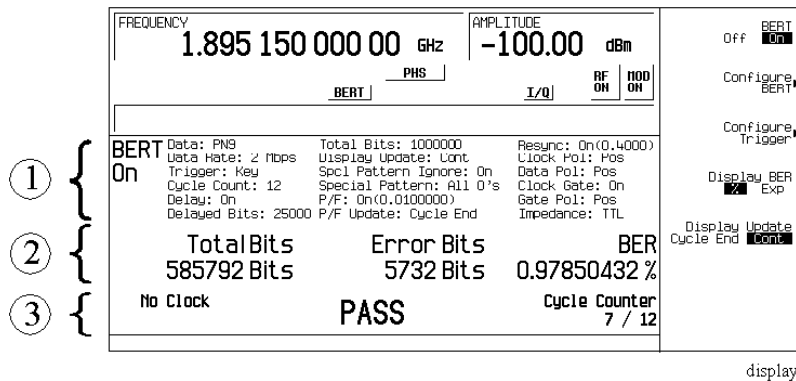 FREQUENCY
1.895 150 000 00 GHz
AMPLITUDE
-100.00 dBm
PHS
BERT
I/Q
RF ON
MOD ON
BERT On
Data: PN9
Data Rate: 2 Mbps
Trigger: Key
Cycle Count: 12
Delay: On
Delayed Bits: 25000
Total Bits: 1000000
Display Update: Cont
Spcl Pattern Ignore: On
Special Pattern: All 0's
P/F: On(0.0100000)
P/F Update: Cycle End
Resync: On(0.4000)
Clock Pol: Pos
Data Pol: Pos
Clock Gate: On
Gate Pol: Pos
Impedance: TTL
Total Bits
585792 Bits
Error Bits
5732 Bits
BER
0.97850432 %
No Clock
PASS
Cycle Counter
7 / 12
BERT
Off On
Configure
BERT
Configure
Trigger
Display BER
% Exp
Display Update
Cycle End Cont
1
2
3
display